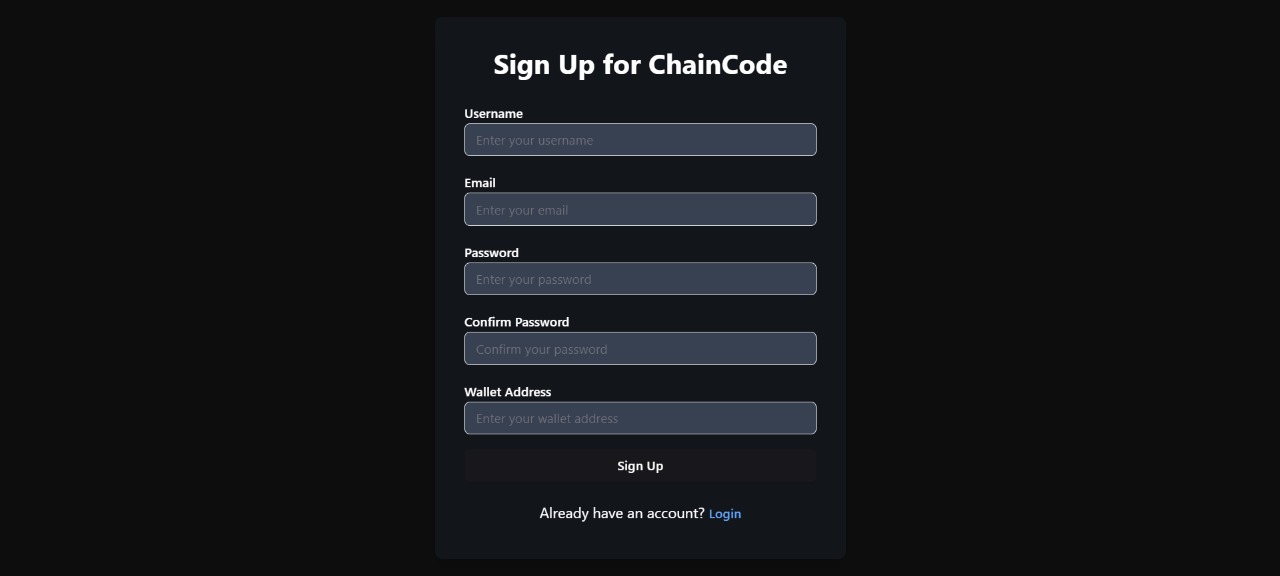 Sign Up for ChainCode
Username
Enter your username
Email
Enter your email
Password
Enter your password
Confirm Password
Confirm your password
Wallet Address
Enter your wallet address
Sign Up
Already have an account? Login